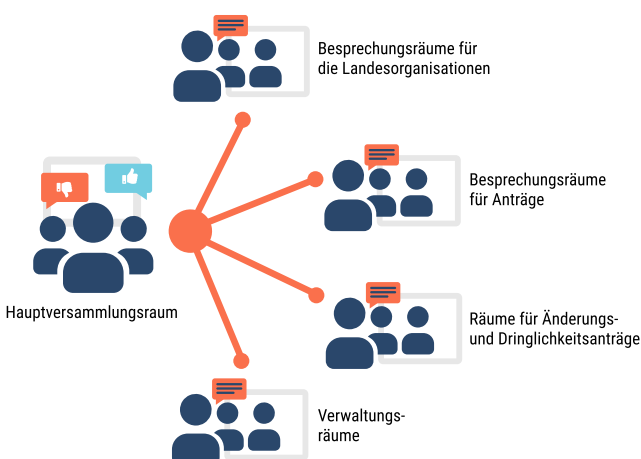 Besprechungsräume für
die Landesorganisationen
Besprechungsräume
für Anträge
Hauptversammlungsraum
Räume für Änderungs-
und Dringlichkeitsanträge
Verwaltungs-
räume